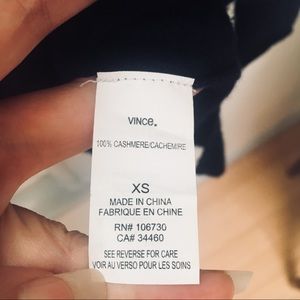 VINCE.
100% CASHMERE/CACHEMIRE
XS
MADE IN CHINA
FABRIQUE EN CHINE
RN# 106730
CA# 34460
SEE REVERSE FOR CARE
VOIR AU VERSO POUR LES SOINS